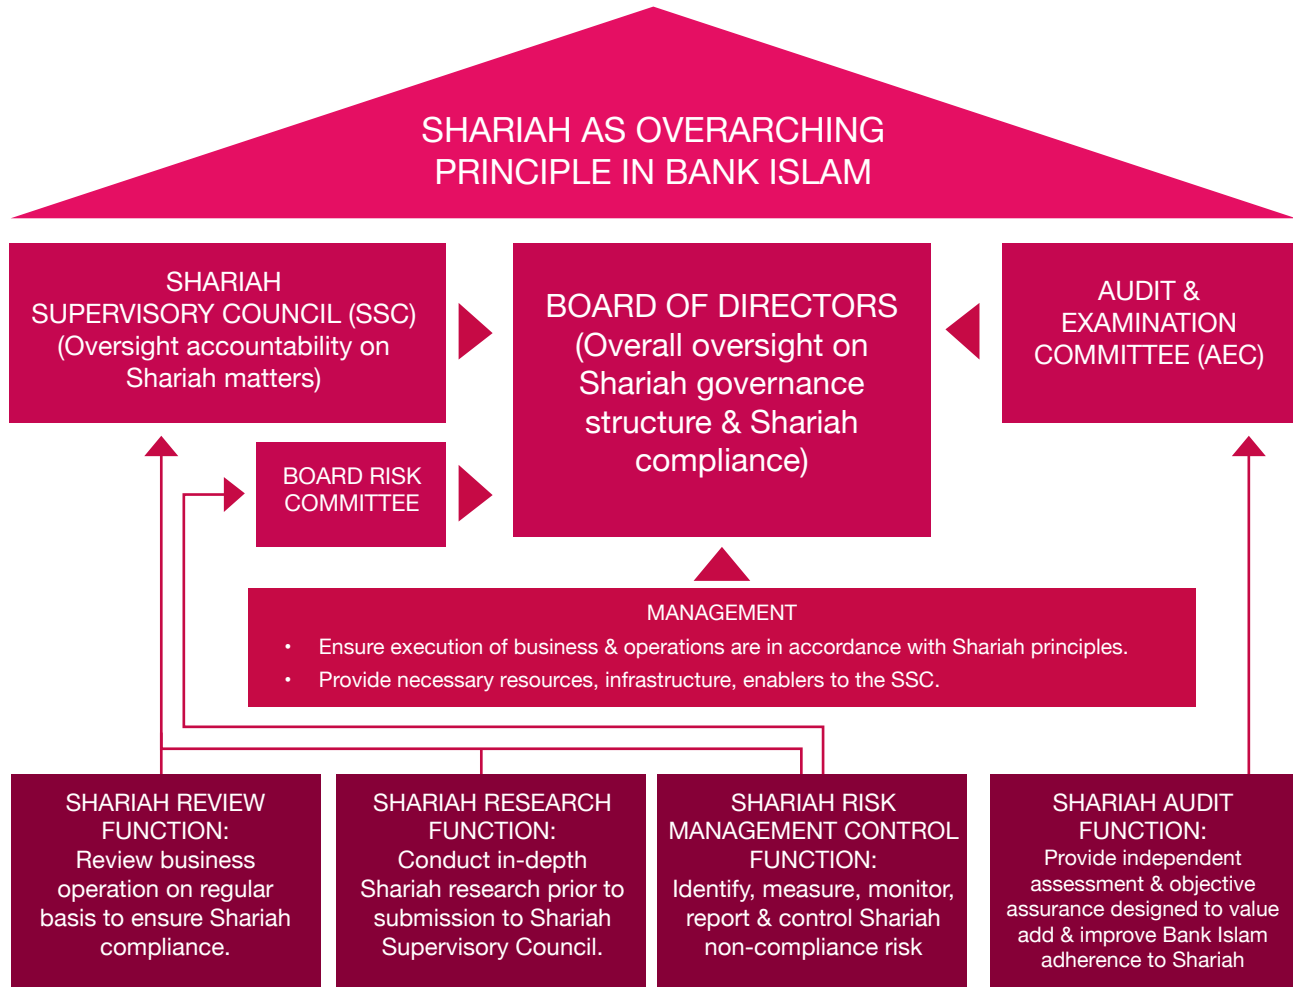 SHARIAH AS OVERARCHING
PRINCIPLE IN BANK ISLAM
SHARIAH
SUPERVISORY COUNCIL (SSC)
(Oversight accountability on
Shariah matters)
BOARD OF DIRECTORS
(Overall oversight on
Shariah governance
structure & Shariah
compliance)
AUDIT &
EXAMINATION
COMMITTEE (AEC)
BOARD RISK
COMMITTEE
MANAGEMENT
• Ensure execution of business & operations are in accordance with Shariah principles.
• Provide necessary resources, infrastructure, enablers to the SSC.
SHARIAH REVIEW
FUNCTION:
Review business
operation on regular
basis to ensure Shariah
compliance.
SHARIAH RESEARCH
FUNCTION:
Conduct in-depth
Shariah research prior to
submission to Shariah
Supervisory Council.
SHARIAH RISK
MANAGEMENT CONTROL
FUNCTION:
Identify, measure, monitor,
report & control Shariah
non-compliance risk
SHARIAH AUDIT
FUNCTION:
Provide independent
assessment & objective
assurance designed to value
add & improve Bank Islam
adherence to Shariah